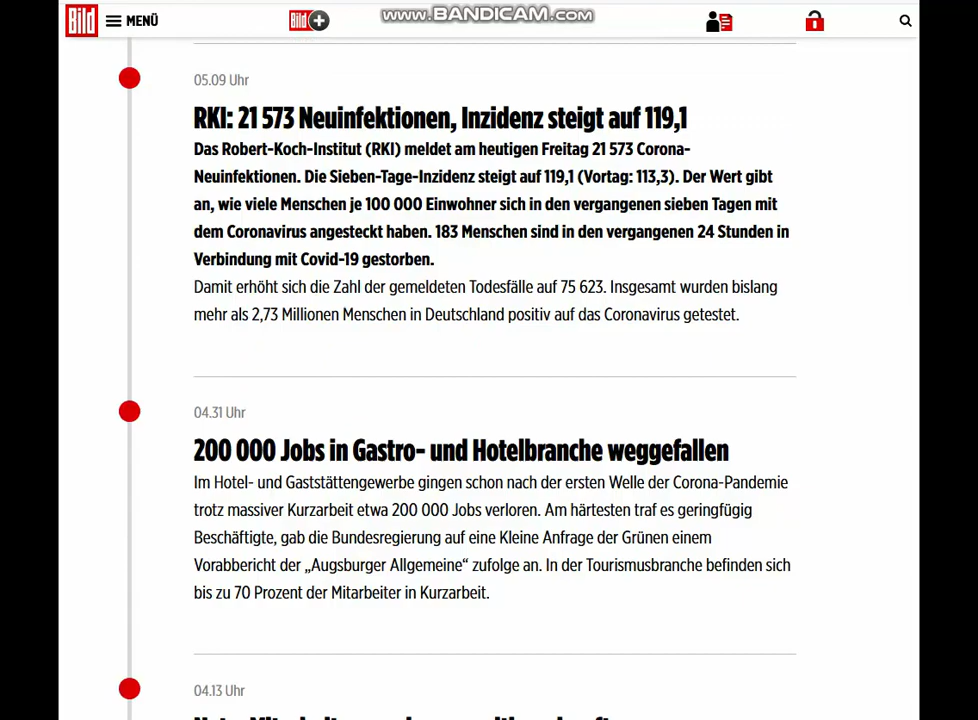 Bild
MENÜ
Bild+
www.BANDICAM.com
05.09 Uhr
RKI: 21 573 Neuinfektionen, Inzidenz steigt auf 119,1
Das Robert-Koch-Institut (RKI) meldet am heutigen Freitag 21 573 Corona-
Neuinfektionen. Die Sieben-Tage-Inzidenz steigt auf 119,1 (Vortag: 113,3). Der Wert gibt
an, wie viele Menschen je 100 000 Einwohner sich in den vergangenen sieben Tagen mit
dem Coronavirus angesteckt haben. 183 Menschen sind in den vergangenen 24 Stunden in
Verbindung mit Covid-19 gestorben.
Damit erhöht sich die Zahl der gemeldeten Todesfälle auf 75 623. Insgesamt wurden bislang
mehr als 2,73 Millionen Menschen in Deutschland positiv auf das Coronavirus getestet.
04.31 Uhr
200 000 Jobs in Gastro- und Hotelbranche weggefallen
Im Hotel- und Gaststättengewerbe gingen schon nach der ersten Welle der Corona-Pandemie
trotz massiver Kurzarbeit etwa 200 000 Jobs verloren. Am härtesten traf es geringfügig
Beschäftigte, gab die Bundesregierung auf eine Kleine Anfrage der Grünen einem
Vorabbericht der „Augsburger Allgemeine“ zufolge an. In der Tourismusbranche befinden sich
bis zu 70 Prozent der Mitarbeiter in Kurzarbeit.
04.13 Uhr